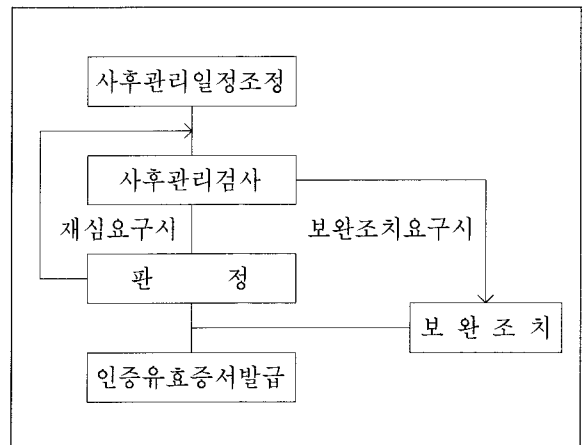 사후관리일정조정
사후관리검사
재심요구시
보완조치요구시
판 정
보 완 조 치
인증유효증서발급